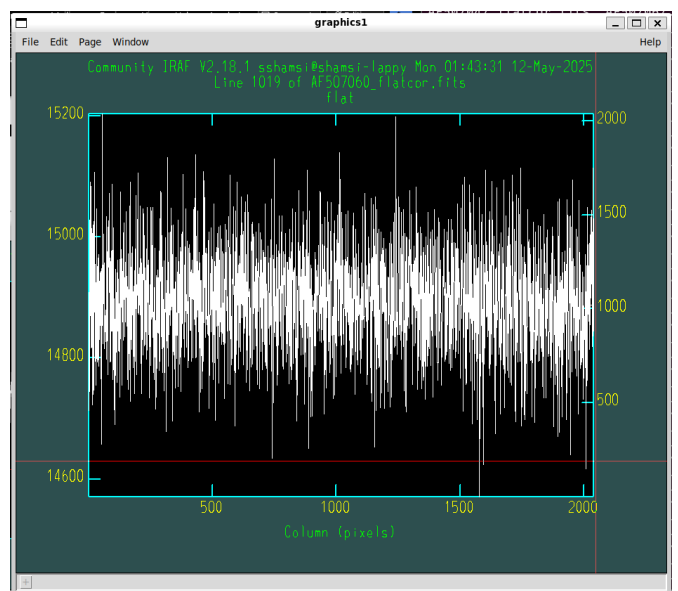 graphics1
File Edit Page Window Help
Community IRAF V2.18.1 sshamsi@shamsi-lappy Mon 01:43:31 12-May-2025
Line 1019 of AF507060_flatcor.fits
flat
15200
2000
1500
15000
1000
14800
500
14600
500 1000 1500 2000
Column (pixels)